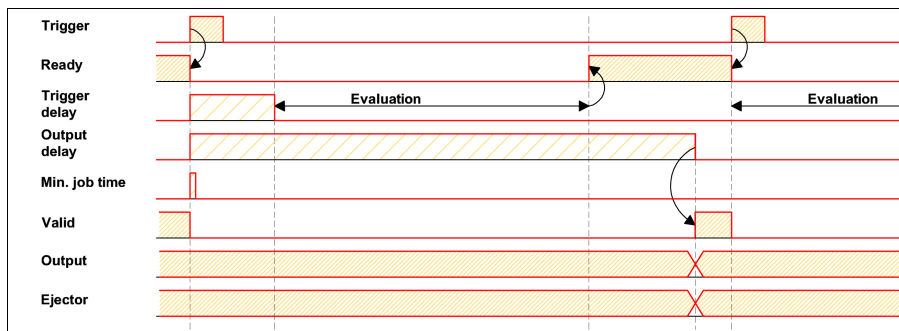 Trigger
Ready
Trigger
delay
Evaluation
Evaluation
Output
delay
Min. job time
Valid
Output
Ejector